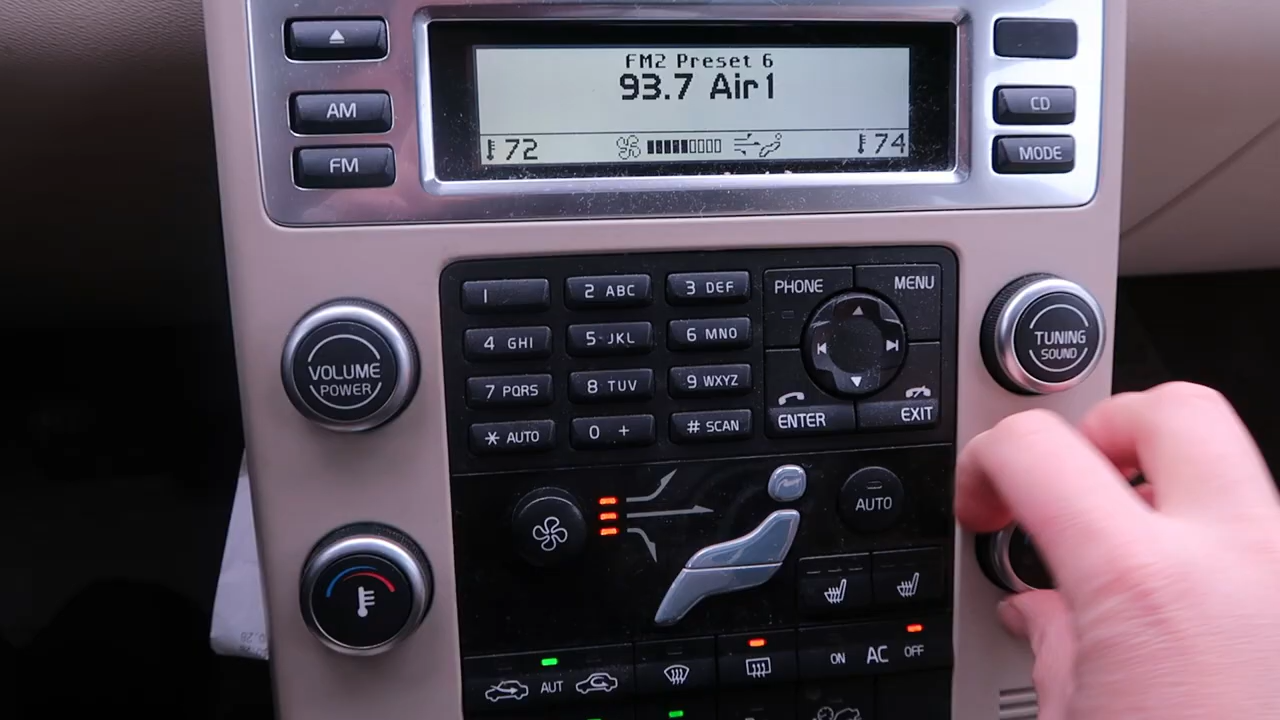 FM2 Preset 6
93.7 Air1
72
74
AM
FM
CD
MODE
1
2 ABC
3 DEF
4 GHI
5 JKL
6 MNO
7 PQRS
8 TUV
9 WXYZ
* AUTO
0 +
# SCAN
PHONE
MENU
ENTER
EXIT
VOLUME
POWER
TUNING
SOUND
AUTO
AUT
ON AC OFF